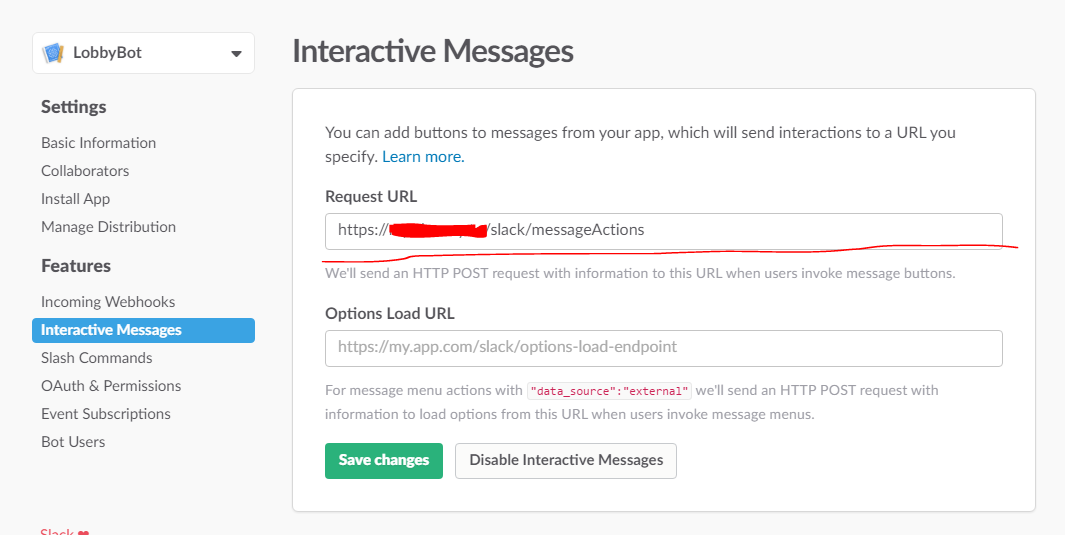 LobbyBot
Interactive Messages
Settings
Basic Information
Collaborators
Install App
Manage Distribution
Features
Incoming Webhooks
Interactive Messages
Slash Commands
OAuth & Permissions
Event Subscriptions
Bot Users
Slack
You can add buttons to messages from your app, which will send interactions to a URL you
specify. Learn more.
Request URL
https:// /slack/messageActions
We'll send an HTTP POST request with information to this URL when users invoke message buttons.
Options Load URL
https://my.app.com/slack/options-load-endpoint
For message menu actions with "data_source":"external" we'll send an HTTP POST request with
information to load options from this URL when users invoke message menus.
Save changes
Disable Interactive Messages